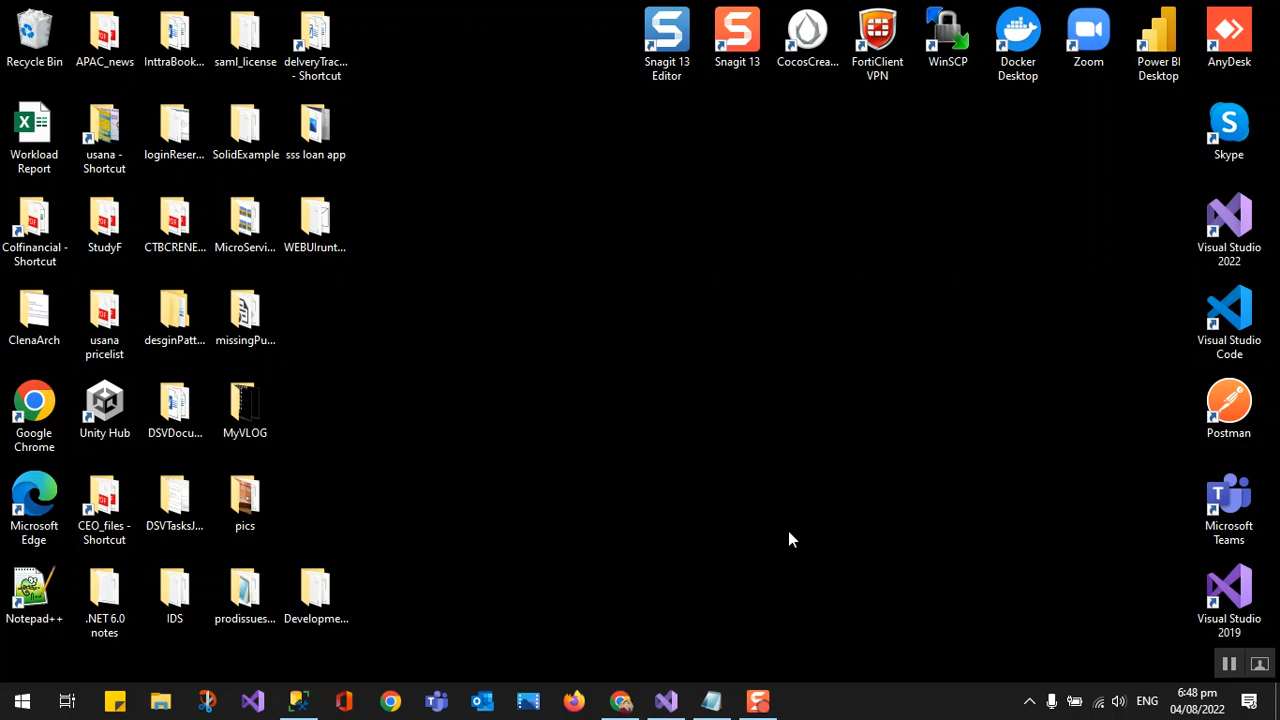 Recycle Bin
APAC_news
InttraBook...
saml_license
delveryTrac...
- Shortcut
Snagit 13
Editor
Snagit 13
CocosCrea...
FortiClient
VPN
WinSCP
Docker
Desktop
Zoom
Power BI
Desktop
AnyDesk
Workload
Report
usana -
Shortcut
loginReser...
SolidExample
sss loan app
Skype
Colfinancial -
Shortcut
StudyF
CTBCRENE...
MicroServi...
WEBUIrunt...
Visual Studio
2022
ClenaArch
usana
pricelist
desginPatt...
missingPu...
Visual Studio
Code
Google
Chrome
Unity Hub
DSVDocu...
MyVLOG
Postman
Microsoft
Edge
CEO_files -
Shortcut
DSVTasksJ...
pics
Microsoft
Teams
Notepad++
.NET 6.0
notes
IDS
prodissues...
Developme...
Visual Studio
2019
ENG
6:48 pm
04/08/2022